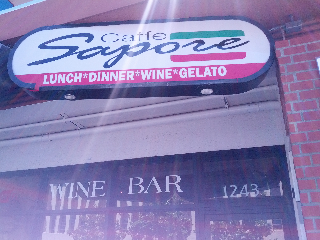 Caffe
Sapore
LUNCH*DINNER*WINE*GELATO
WINE BAR 1243